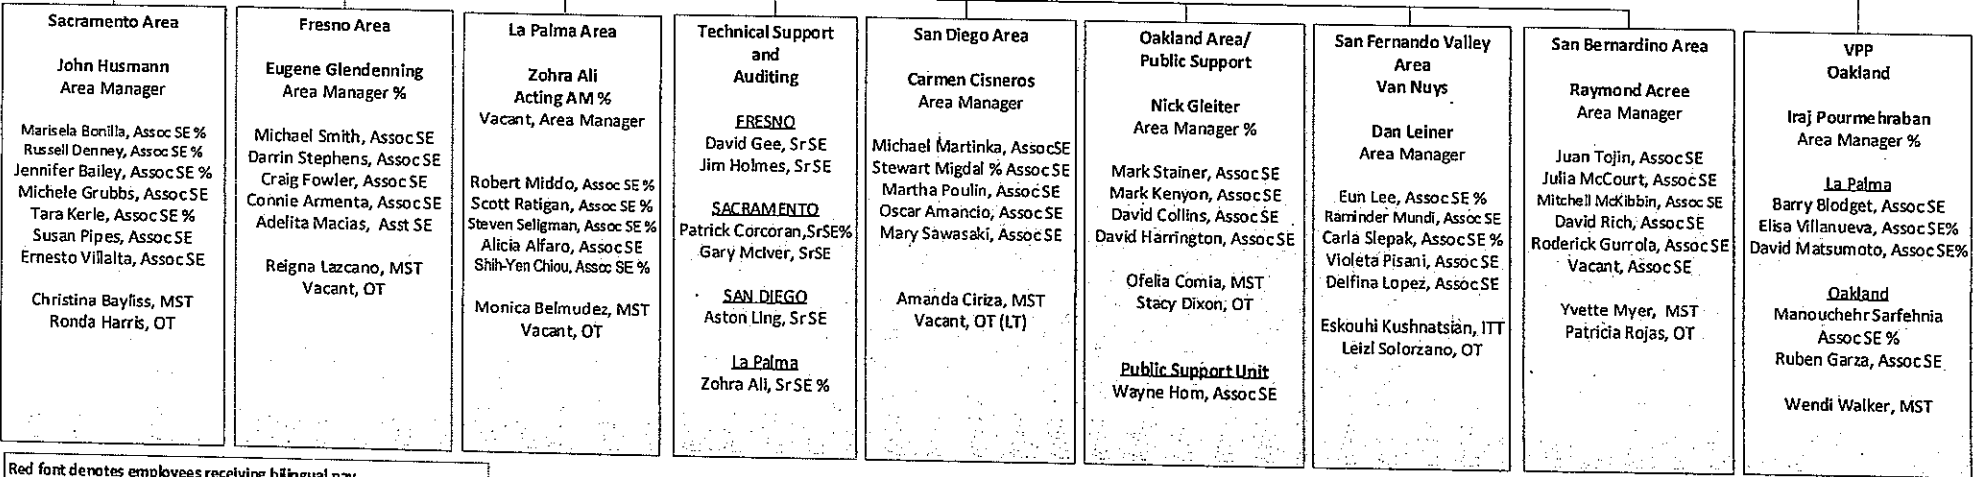 Sacramento Area
John Husmann
Area Manager
Marisela Bonilla, Assoc SE %
Russell Denney, Assoc SE %
Jennifer Bailey, Assoc SE %
Michele Grubbs, Assoc SE
Tara Kerle, Assoc SE %
Susan Pipes, Assoc SE
Ernesto Villalta, Assoc SE
Christina Bayliss, MST
Ronda Harris, OT
Fresno Area
Eugene Glendenning
Area Manager %
Michael Smith, Assoc SE
Darrin Stephens, Assoc SE
Craig Fowler, Assoc SE
Connie Armenta, Assoc SE
Adelita Macias, Asst SE
Reigna Lazcano, MST
Vacant, OT
La Palma Area
Zohra Ali
Acting AM %
Vacant, Area Manager
Robert Middo, Assoc SE %
Scott Ratigan, Assoc SE %
Steven Seligman, Assoc SE %
Alicia Alfaro, Assoc SE
Shih-Yen Chiou, Assoc SE %
Monica Belmudez, MST
Vacant, OT
Technical Support
and
Auditing
FRESNO
David Gee, Sr SE
Jim Holmes, Sr SE
SACRAMENTO
Patrick Corcoran, Sr SE%
Gary McIver, Sr SE
SAN DIEGO
Aston Ling, Sr SE
La Palma
Zohra Ali, Sr SE %
San Diego Area
Carmen Cisneros
Area Manager
Michael Martinka, Assoc SE
Stewart Migdal % Assoc SE
Martha Poulin, Assoc SE
Oscar Amancio, Assoc SE
Mary Sawasaki, Assoc SE
Amanda Ciriza, MST
Vacant, OT (LT)
Oakland Area/
Public Support
Nick Gleiter
Area Manager %
Mark Stainer, Assoc SE
Mark Kenyon, Assoc SE
David Collins, Assoc SE
David Harrington, Assoc SE
Ofelia Comia, MST
Stacy Dixon, OT
Public Support Unit
Wayne Hom, Assoc SE
San Fernando Valley
Area
Van Nuys
Dan Leiner
Area Manager
Eun Lee, Assoc SE %
Raminder Mundi, Assoc SE
Carla Slepak, Assoc SE %
Violeta Pisani, Assoc SE
Delfina Lopez, Assoc SE
Eskouhi Kushnatsian, ITT
Leizl Solorzano, OT
San Bernardino Area
Raymond Acree
Area Manager
Juan Tojin, Assoc SE
Julia McCourt, Assoc SE
Mitchell McKibbin, Assoc SE
David Rich, Assoc SE
Roderick Gurrola, Assoc SE
Vacant, Assoc SE
Yvette Myer, MST
Patricia Rojas, OT
VPP
Oakland
Iraj Pourmehraban
Area Manager %
La Palma
Barry Blodget, Assoc SE
Elisa Villanueva, Assoc SE%
David Matsumoto, Assoc SE%
Oakland
Manouchehr Sarfehnia
Assoc SE %
Ruben Garza, Assoc SE
Wendi Walker, MST
Red font denotes employees receiving bilingual pay